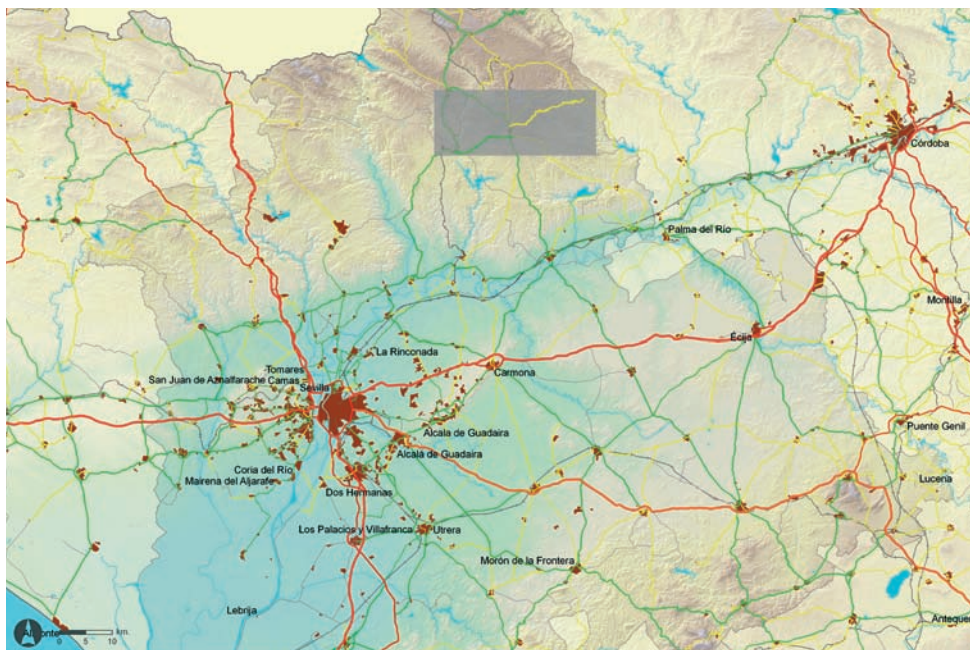 Córdoba
Palma del Río
Montilla
Écija
La Rinconada
Tomares
Carmona
San Juan de Aznalfarache Camas
Sevilla
Puente Genil
Alcala de Guadaira
Alcalá de Guadaira
Coria del Río
Mairena del Aljarafe
Lucena
Dos Hermanas
Los Palacios y Villafranca
Utrera
Morón de la Frontera
Lebrija
Anteque
km.
0 5 10